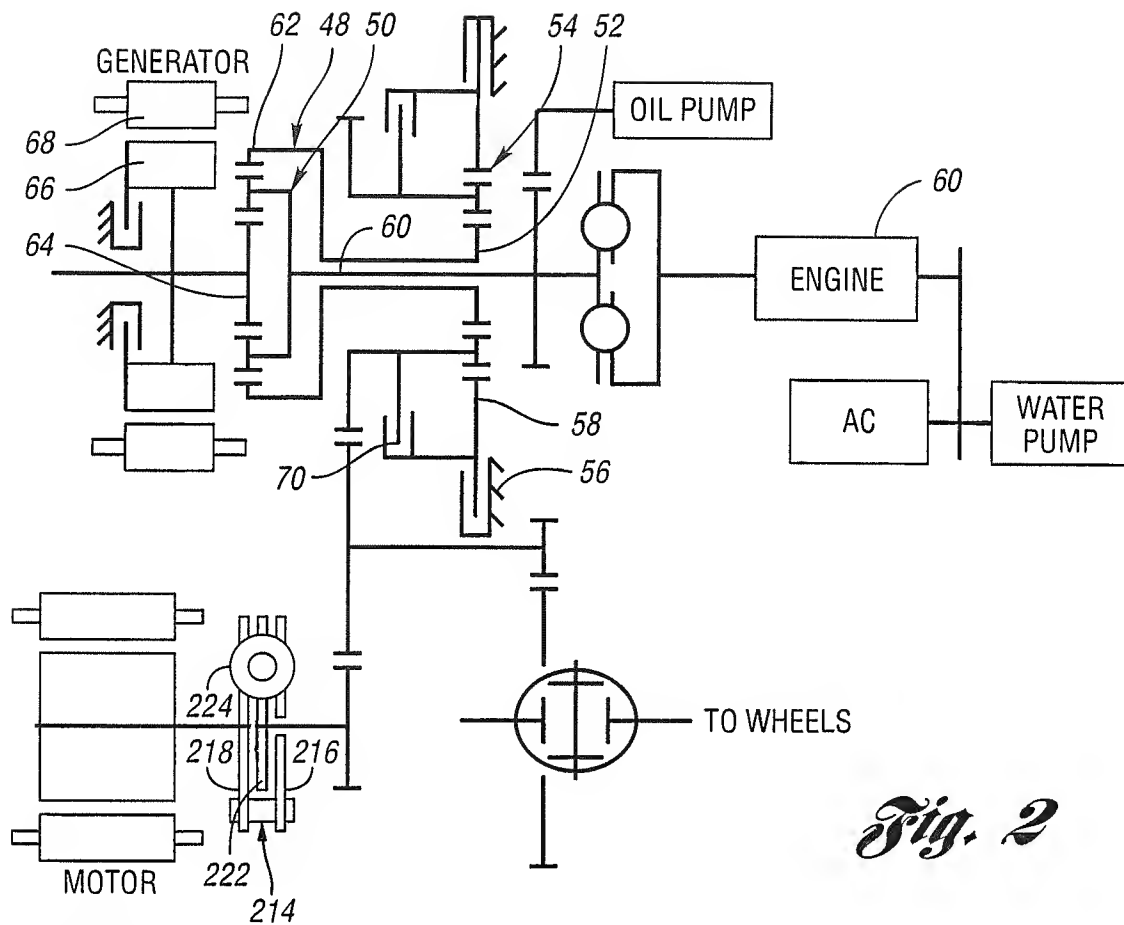 62 48 50 54 52
GENERATOR
OIL PUMP
68
66
60
60
64
ENGINE
58
AC
WATER
PUMP
70
56
224
TO WHEELS
218 216
222
MOTOR
214
Fig. 2